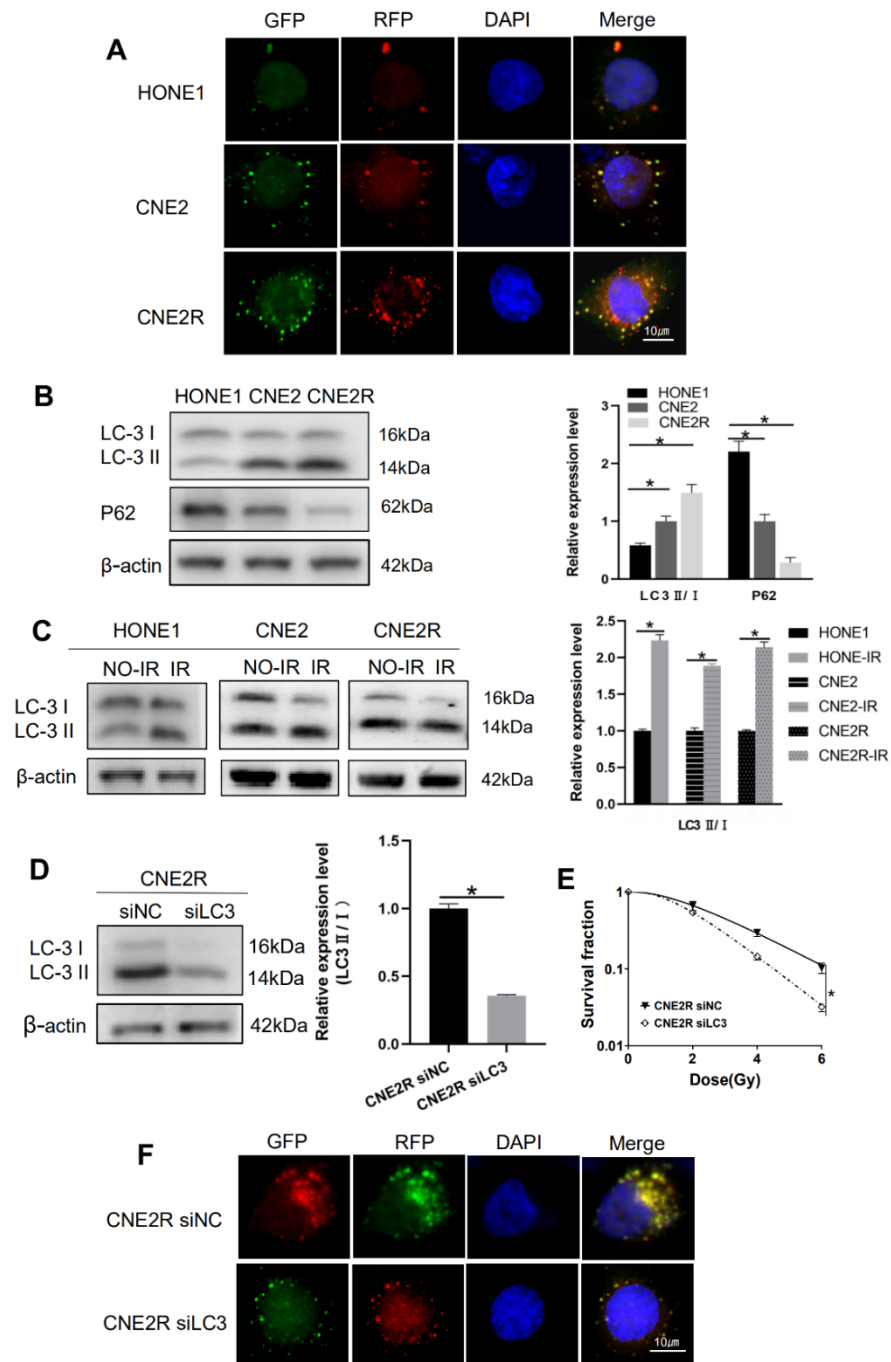 GFP RFP DAPI Merge
A
HONE1
CNE2
CNE2R
10㎛
B
HONE1 CNE2 CNE2R
LC-3 I 16kDa
LC-3 II 14kDa
P62 62kDa
β-actin 42kDa
HONE1
CNE2
CNE2R
Relative expression level
3
2
1
0
* * * *
LC3 Ⅱ/Ⅰ P62
C
HONE1 CNE2 CNE2R
NO-IR IR NO-IR IR NO-IR IR
LC-3 I 16kDa
LC-3 II 14kDa
β-actin 42kDa
Relative expression level
2.5
2.0
1.5
1.0
0.5
0.0
* * *
LC3 Ⅱ/Ⅰ
HONE1
HONE-IR
CNE2
CNE2-IR
CNE2R
CNE2R-IR
D
CNE2R
siNC siLC3
LC-3 I 16kDa
LC-3 II 14kDa
β-actin 42kDa
Relative expression level
(LC3 Ⅱ/Ⅰ)
1.5
1.0
0.5
0.0
*
CNE2R siNC
CNE2R siLC3
E
Survival fraction
1
0.1
0.01
CNE2R siNC
CNE2R siLC3
*
0 2 4 6
Dose(Gy)
F
GFP RFP DAPI Merge
CNE2R siNC
CNE2R siLC3
10㎛